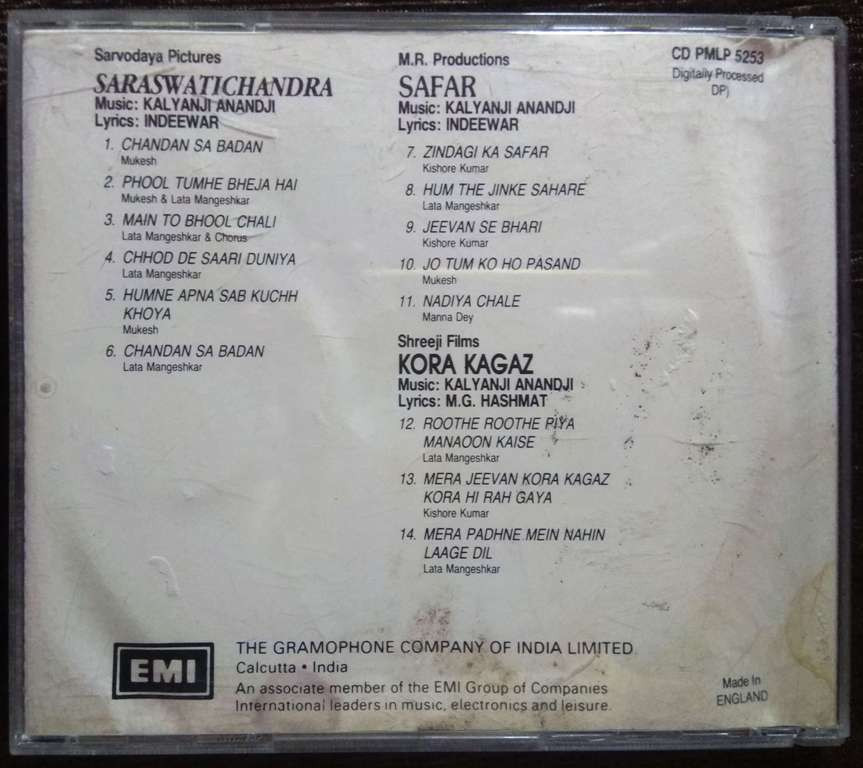 Sarvodaya Pictures
SARASWATICHANDRA
Music: KALYANJI ANANDJI
Lyrics: INDEEWAR
1. CHANDAN SA BADAN
Mukesh
2. PHOOL TUMHE BHEJA HAI
Mukesh & Lata Mangeshkar
3. MAIN TO BHOOL CHALI
Lata Mangeshkar & Chorus
4. CHHOD DE SAARI DUNIYA
Lata Mangeshkar
5. HUMNE APNA SAB KUCHH
KHOYA
Mukesh
6. CHANDAN SA BADAN
Lata Mangeshkar
M.R. Productions
SAFAR
Music: KALYANJI ANANDJI
Lyrics: INDEEWAR
7. ZINDAGI KA SAFAR
Kishore Kumar
8. HUM THE JINKE SAHARE
Lata Mangeshkar
9. JEEVAN SE BHARI
Kishore Kumar
10. JO TUM KO HO PASAND
Mukesh
11. NADIYA CHALE
Manna Dey
Shreeji Films
KORA KAGAZ
Music: KALYANJI ANANDJI
Lyrics: M.G. HASHMAT
12. ROOTHE ROOTHE PIYA
MANAOON KAISE
Lata Mangeshkar
13. MERA JEEVAN KORA KAGAZ
KORA HI RAH GAYA
Kishore Kumar
14. MERA PADHNE MEIN NAHIN
LAAGE DIL
Lata Mangeshkar
CD PMLP 5253
Digitally Processed
DP)
EMI
THE GRAMOPHONE COMPANY OF INDIA LIMITED
Calcutta • India
An associate member of the EMI Group of Companies
International leaders in music, electronics and leisure.
Made In
ENGLAND